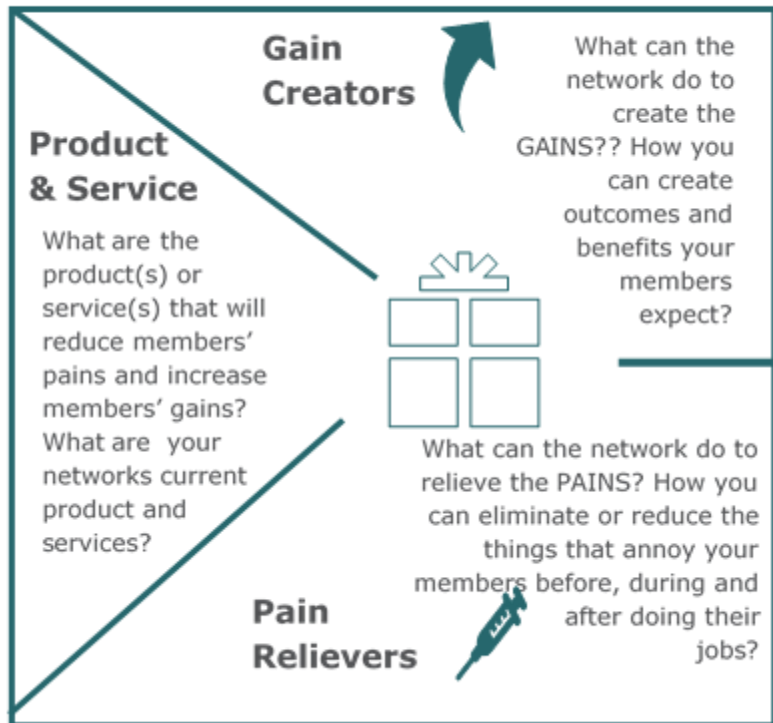 Gain
Creators
What can the
network do to
create the
GAINS?? How you
can create
outcomes and
benefits your
members
expect?
Product
& Service
What are the
product(s) or
service(s) that will
reduce members'
pains and increase
members' gains?
What are your
networks current
product and
services?
What can the network do to
relieve the PAINS? How you
can eliminate or reduce the
things that annoy your
members before, during and
after doing their
jobs?
Pain
Relievers